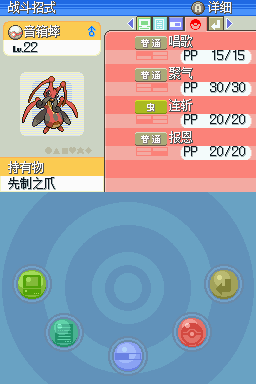 战斗招式 A 详细
音箱蟀 ♂
Lv.22
普通 唱歌
PP 15/15
普通 聚气
PP 30/30
虫 连斩
PP 20/20
普通 报恩
PP 20/20
持有物
先制之爪